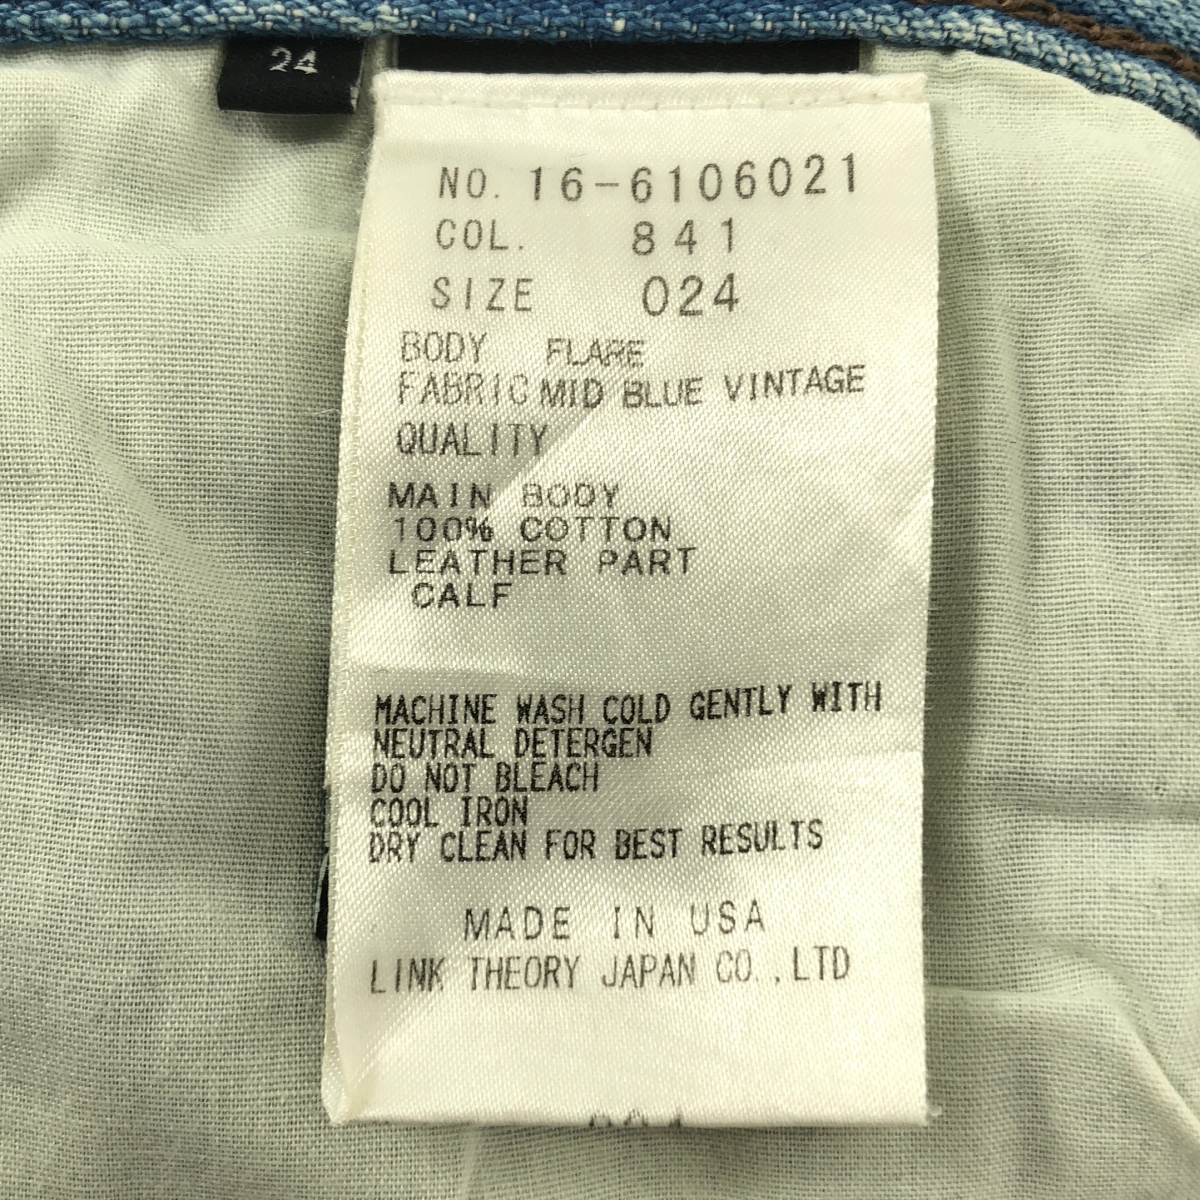 24
NO. 16-6106021
COL. 841
SIZE 024
BODY FLARE
FABRIC MID BLUE VINTAGE
QUALITY
MAIN BODY
100% COTTON
LEATHER PART
CALF
MACHINE WASH COLD GENTLY WITH
NEUTRAL DETERGEN
DO NOT BLEACH
COOL IRON
DRY CLEAN FOR BEST RESULTS
MADE IN USA
LINK THEORY JAPAN CO.,LTD